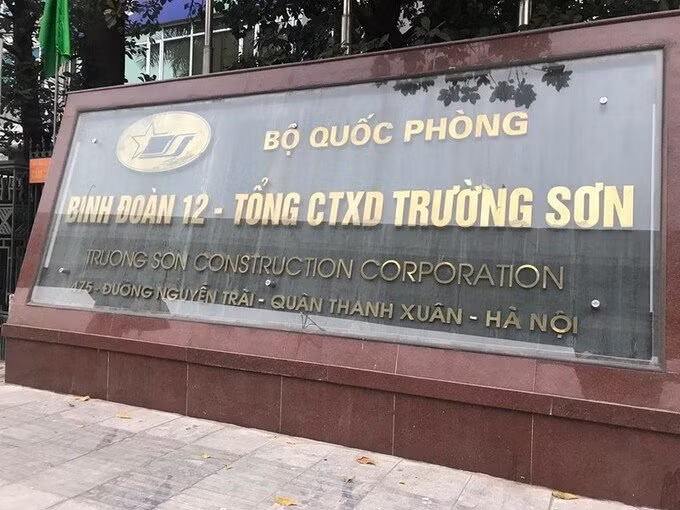 BỘ QUỐC PHÒNG
BINH ĐOÀN 12 - TỔNG CTXD TRƯỜNG SƠN
TRUONG SON CONSTRUCTION CORPORATION
475 - ĐƯỜNG NGUYỄN TRÃI - QUẬN THANH XUÂN - HÀ NỘI